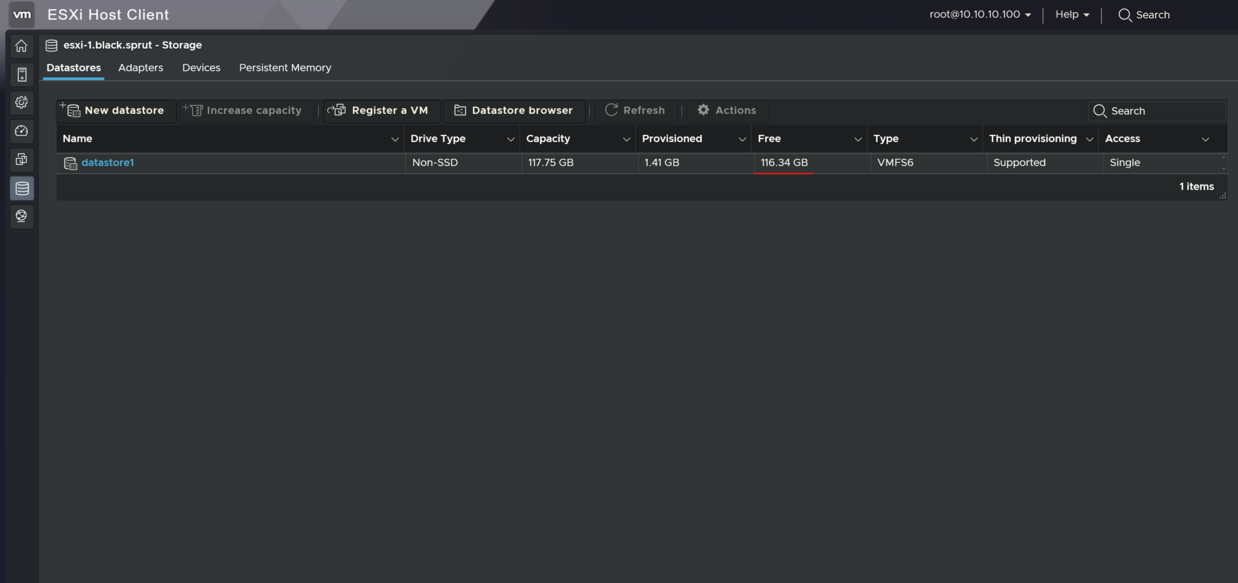 vm ESXi Host Client root@10.10.10.100 Help Search
esxi-1.black.sprut - Storage
Datastores Adapters Devices Persistent Memory
New datastore Increase capacity Register a VM Datastore browser Refresh Actions Search
Name Drive Type Capacity Provisioned Free Type Thin provisioning Access
datastore1 Non-SSD 117.75 GB 1.41 GB 116.34 GB VMFS6 Supported Single
1 items